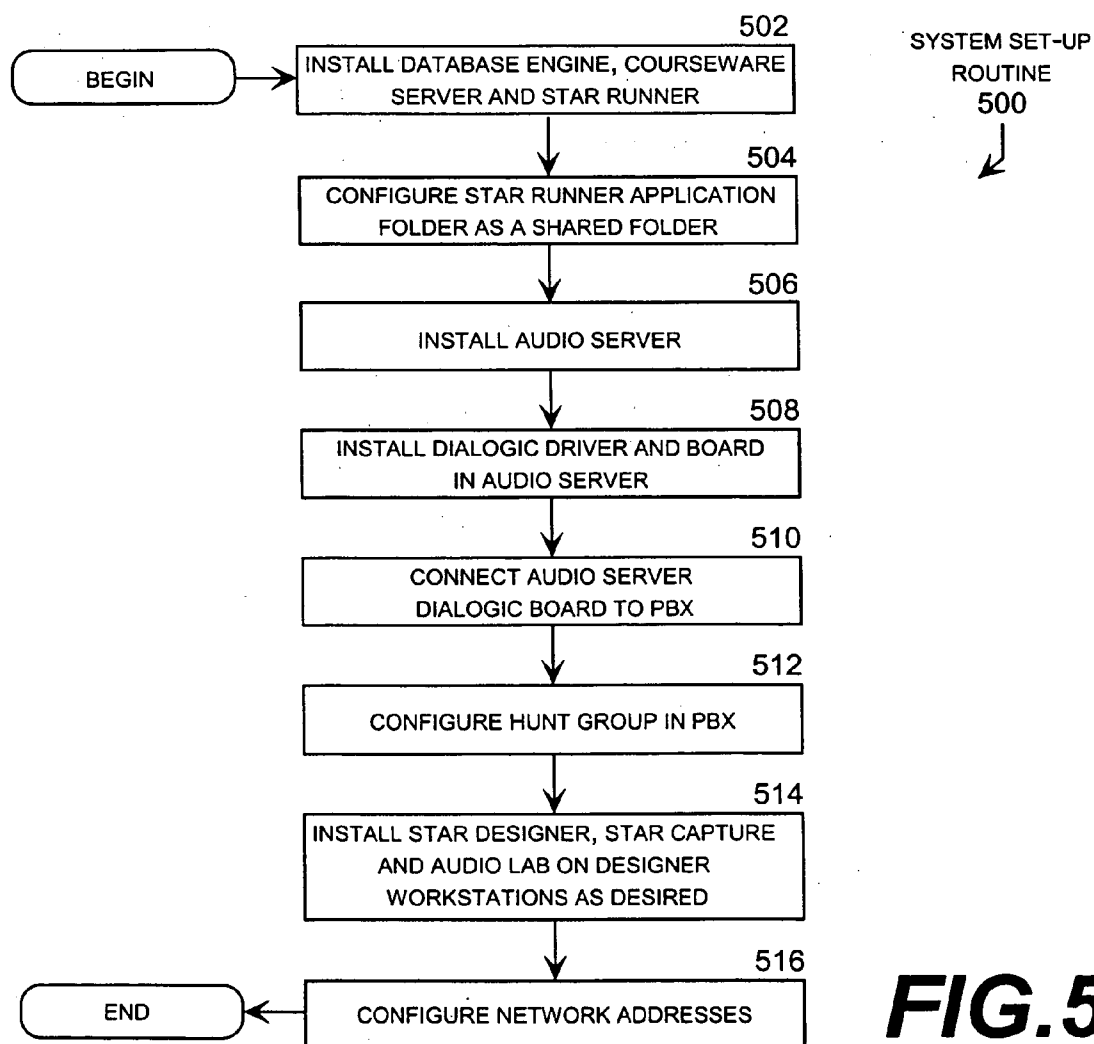 SYSTEM SET-UP
ROUTINE
500
BEGIN
502
INSTALL DATABASE ENGINE, COURSEWARE
SERVER AND STAR RUNNER
504
CONFIGURE STAR RUNNER APPLICATION
FOLDER AS A SHARED FOLDER
506
INSTALL AUDIO SERVER
508
INSTALL DIALOGIC DRIVER AND BOARD
IN AUDIO SERVER
510
CONNECT AUDIO SERVER
DIALOGIC BOARD TO PBX
512
CONFIGURE HUNT GROUP IN PBX
514
INSTALL STAR DESIGNER, STAR CAPTURE
AND AUDIO LAB ON DESIGNER
WORKSTATIONS AS DESIRED
516
CONFIGURE NETWORK ADDRESSES
END
FIG.5